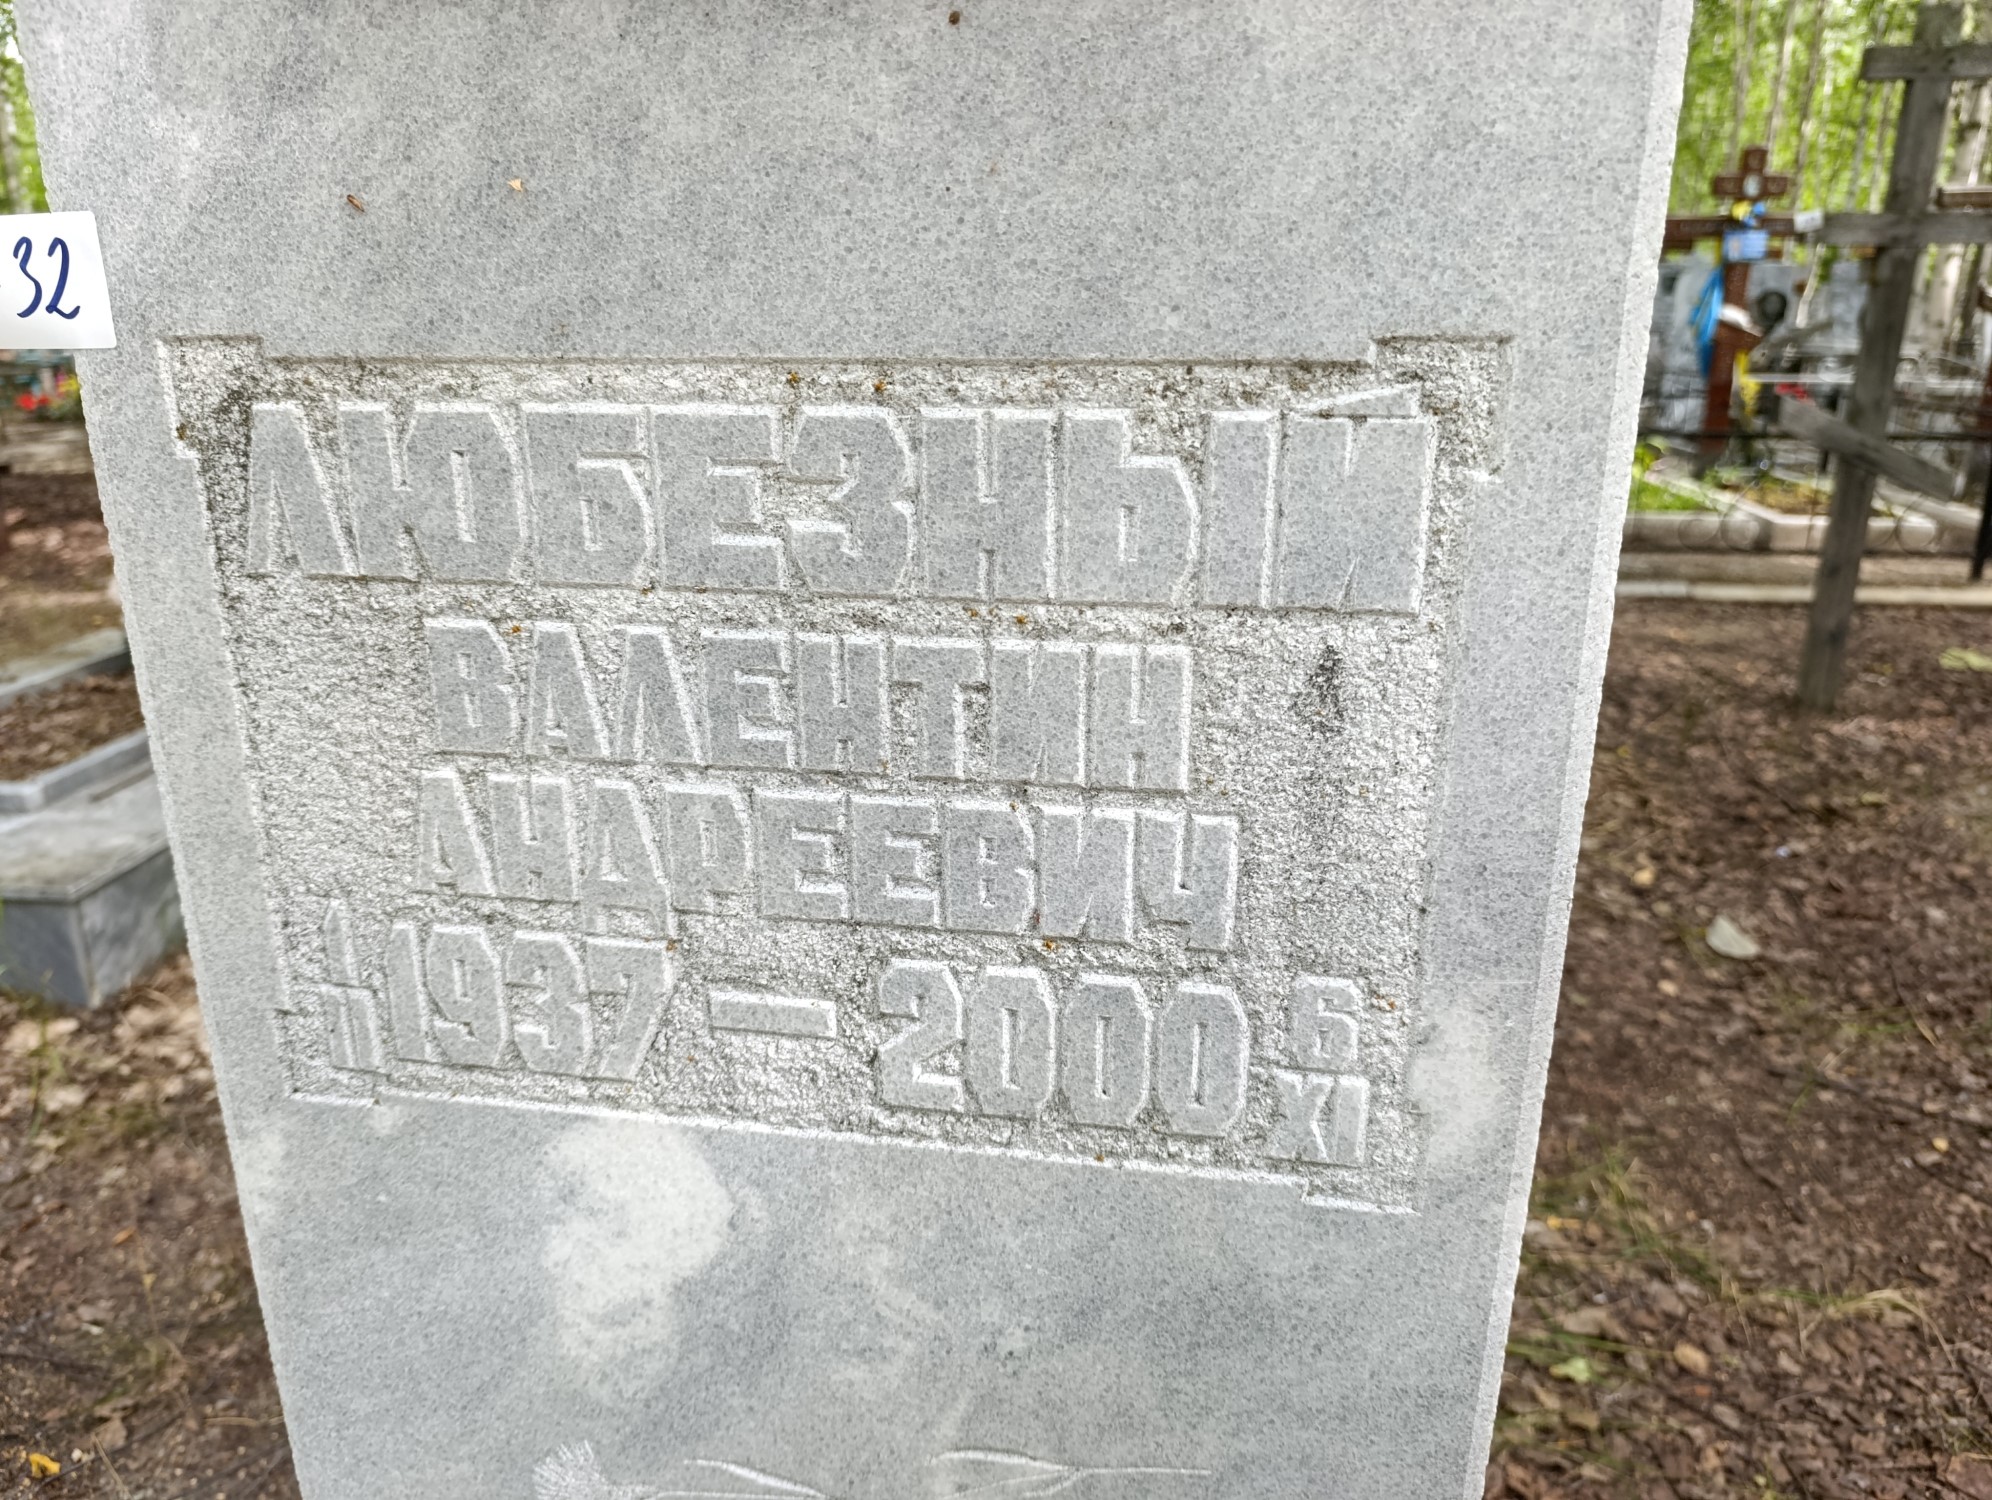 32
ЛЮБЕЗНЫЙ
ВАЛЕНТИН
АНДРЕЕВИЧ
1937 — 2000 6 XI